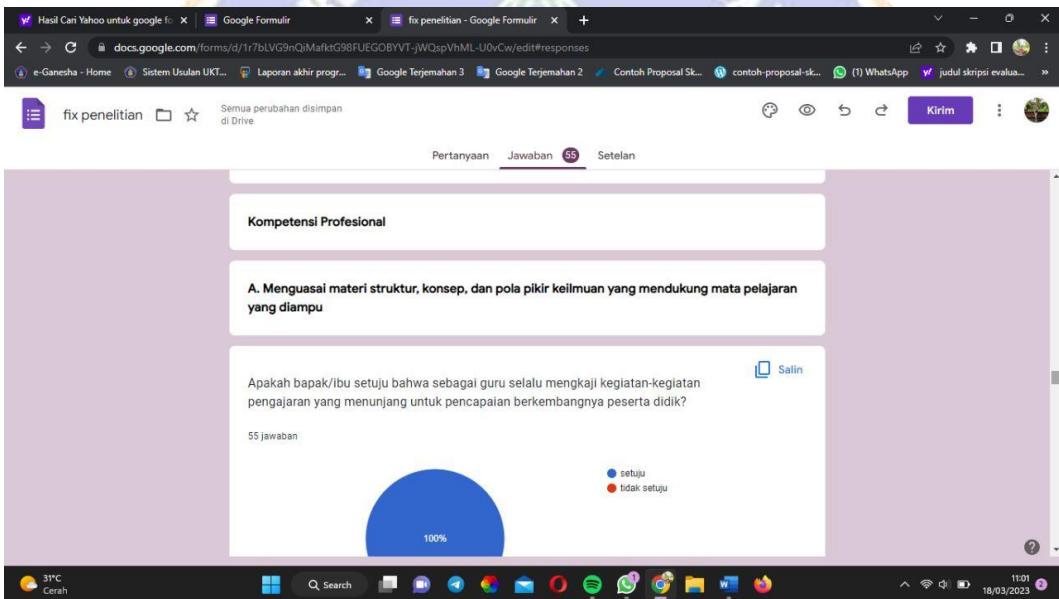 Hasil Cari Yahoo untuk google fo
Google Formulir
fix penelitian - Google Formulir
docs.google.com/forms/d/1r7bLVG9nQiMafktG98FUEGOBYVT-jWQspVhML-U0vCw/edit#responses
e-Ganesha - Home
Sistem Usulan UKT...
Laporan akhir progr...
Google Terjemahan 3
Google Terjemahan 2
Contoh Proposal Sk...
contoh-proposal-sk...
(1) WhatsApp
judul skripsi evalua...
fix penelitian
Semua perubahan disimpan
di Drive
Kirim
Pertanyaan
Jawaban 55
Setelan
Kompetensi Profesional
A. Menguasai materi struktur, konsep, dan pola pikir keilmuan yang mendukung mata pelajaran
yang diampu
Salin
Apakah bapak/ibu setuju bahwa sebagai guru selalu mengkaji kegiatan-kegiatan
pengajaran yang menunjang untuk pencapaian berkembangnya peserta didik?
55 jawaban
setuju
tidak setuju
100%
31°C
Cerah
Search
11:01
18/03/2023
2